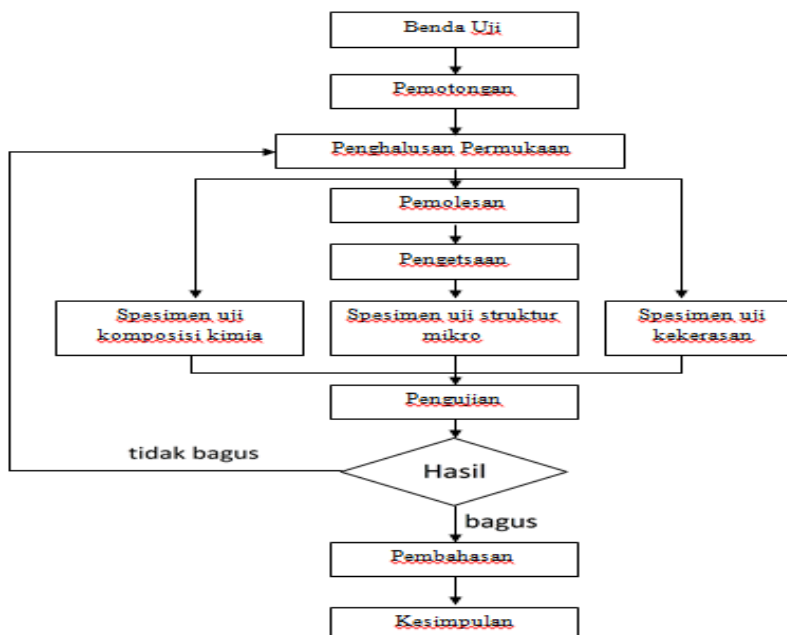 Benda Uji
Pemotongan
Penghalusan Permukaan
Pemolesan
Pengetsaan
Spesimen uji
komposisi kimia
Spesimen uji struktur
mikro
Spesimen uji
kekerasan
Pengujian
tidak bagus
Hasil
bagus
Pembahasan
Kesimpulan